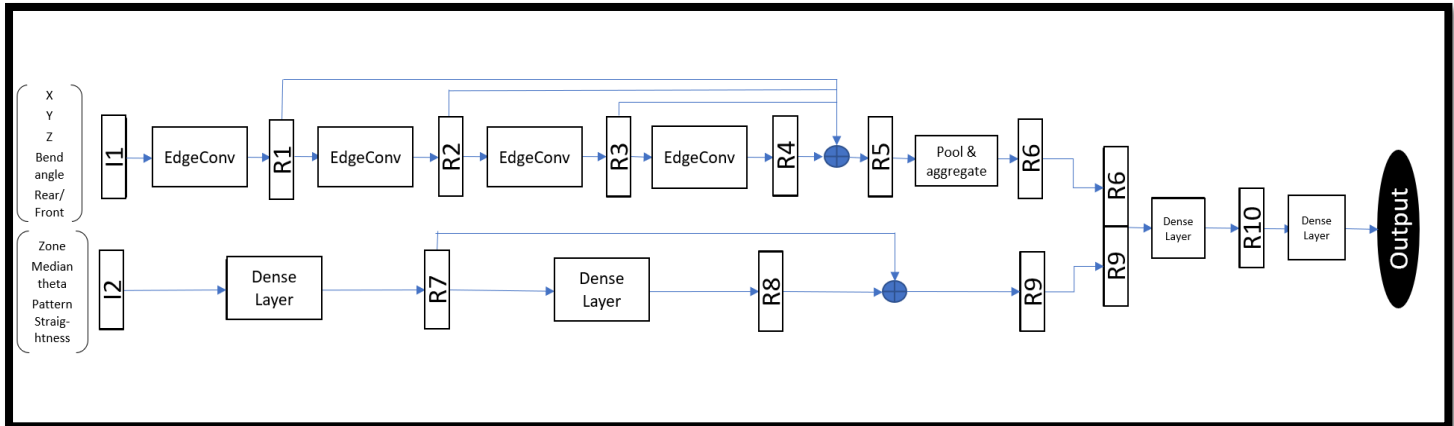 X
Y
Z
Bend
angle
Rear/
Front
I1
EdgeConv
R1
EdgeConv
R2
EdgeConv
R3
EdgeConv
R4
R5
Pool &
aggregate
R6
R6
R9
Dense
Layer
R10
Dense
Layer
Output
Zone
Median
theta
Pattern
Straig-
htness
I2
Dense
Layer
R7
Dense
Layer
R8
R9